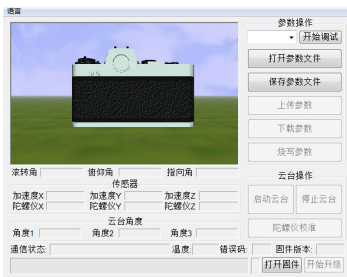 语言
参数操作
开始调试
打开参数文件
保存参数文件
上传参数
下载参数
烧写参数
滚转角 俯仰角 指向角
传感器
加速度X 加速度Y 加速度Z
陀螺仪X 陀螺仪Y 陀螺仪Z
云台角度
角度1 角度2 角度3
云台操作
启动云台 停止云台
陀螺仪校准
通信状态: 温度: 错误码: 固件版本:
打开固件 开始升级